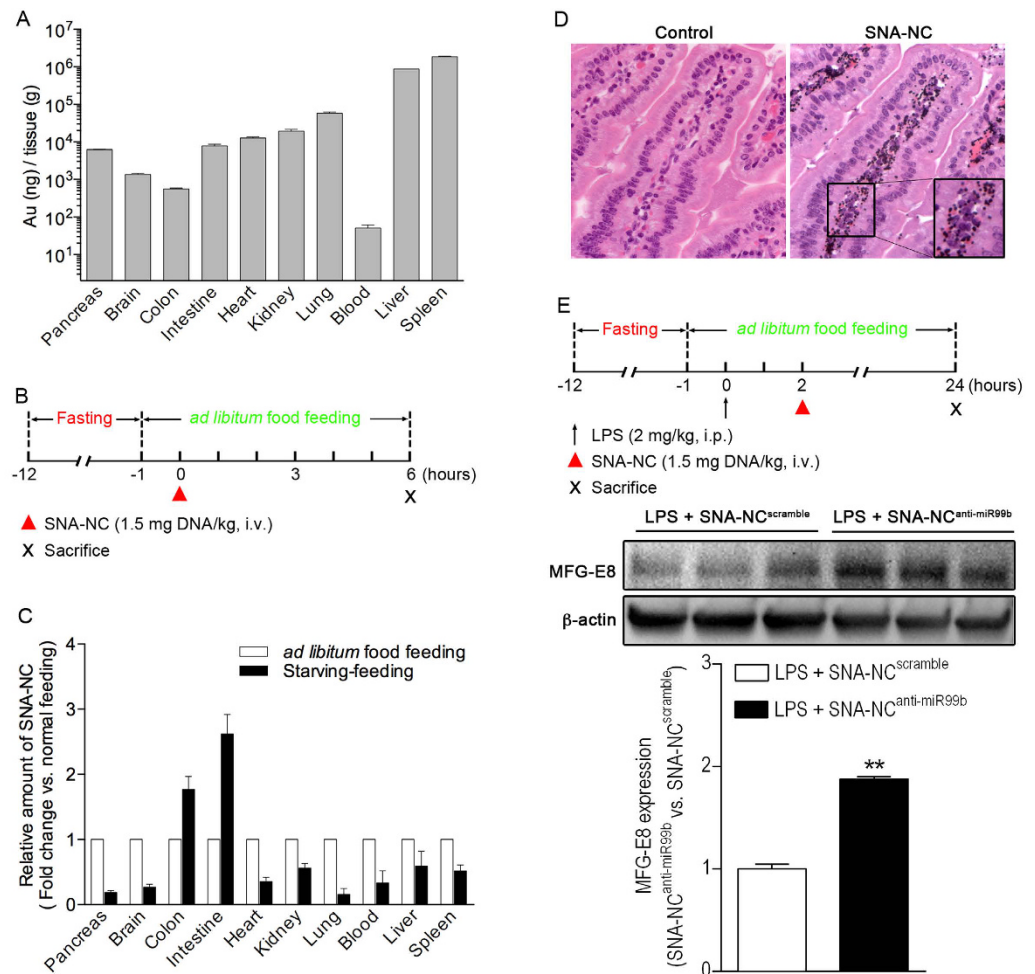 A
Au (ng) / tissue (g)
10⁷
10⁶
10⁵
10⁴
10³
10²
10¹
Pancreas
Brain
Colon
Intestine
Heart
Kidney
Lung
Blood
Liver
Spleen
B
Fasting
ad libitum food feeding
-12
-1
0
3
6 (hours)
SNA-NC (1.5 mg DNA/kg, i.v.)
X
X Sacrifice
C
Relative amount of SNA-NC
( Fold change vs. normal feeding)
4
3
2
1
0
ad libitum food feeding
Starving-feeding
Pancreas
Brain
Colon
Intestine
Heart
Kidney
Lung
Blood
Liver
Spleen
D
Control
SNA-NC
E
Fasting
ad libitum food feeding
-12
-1
0
2
24 (hours)
X
LPS (2 mg/kg, i.p.)
SNA-NC (1.5 mg DNA/kg, i.v.)
X Sacrifice
LPS + SNA-NCscramble
LPS + SNA-NCanti-miR99b
MFG-E8
β-actin
MFG-E8 expression
(SNA-NCanti-miR99b vs. SNA-NCscramble)
3
2
1
0
LPS + SNA-NCscramble
LPS + SNA-NCanti-miR99b
**